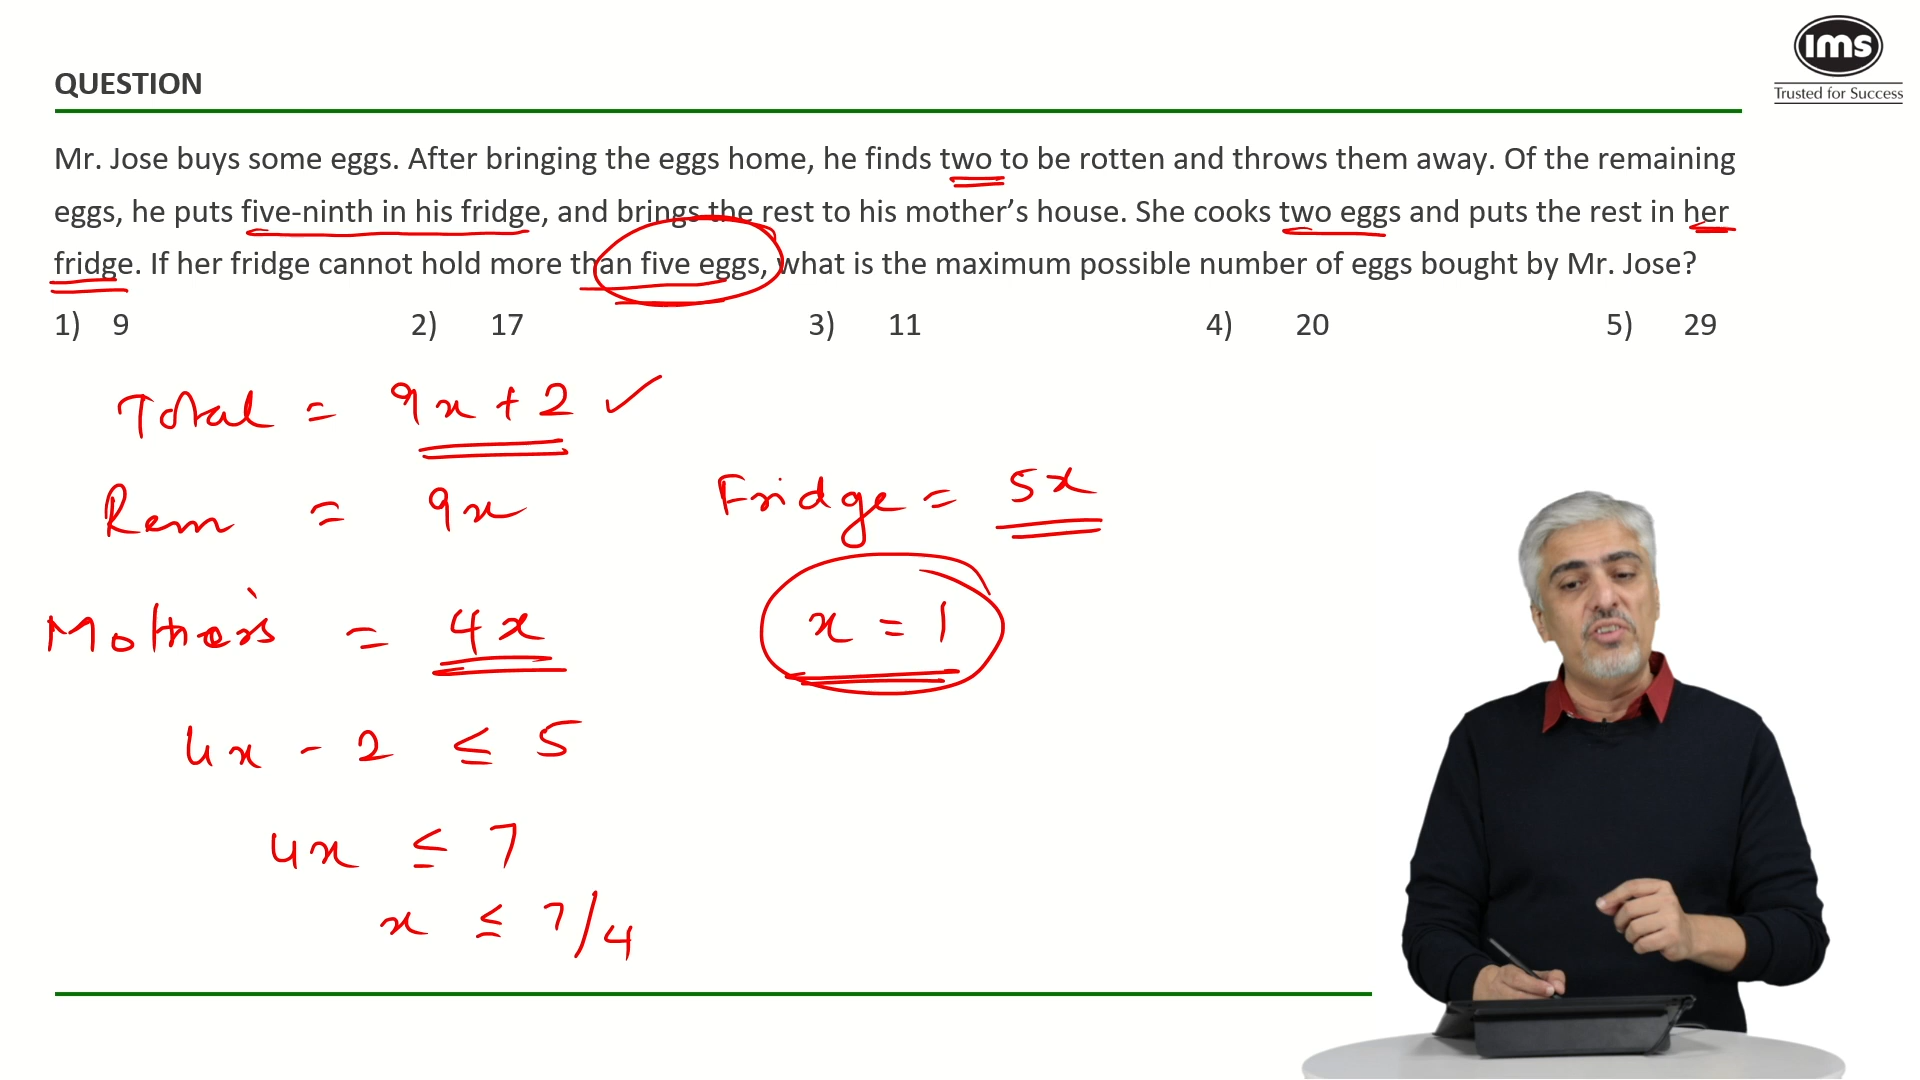 ims
Trusted for Success
QUESTION
Mr. Jose buys some eggs. After bringing the eggs home, he finds two to be rotten and throws them away. Of the remaining
eggs, he puts five-ninth in his fridge, and brings the rest to his mother’s house. She cooks two eggs and puts the rest in her
fridge. If her fridge cannot hold more than five eggs, what is the maximum possible number of eggs bought by Mr. Jose?
1) 9 2) 17 3) 11 4) 20 5) 29
Total = 9x + 2 ✓
Rem = 9x Fridge = 5x
Mother's = 4x x = 1
4x - 2 ≤ 5
4x ≤ 7
x ≤ 7/4